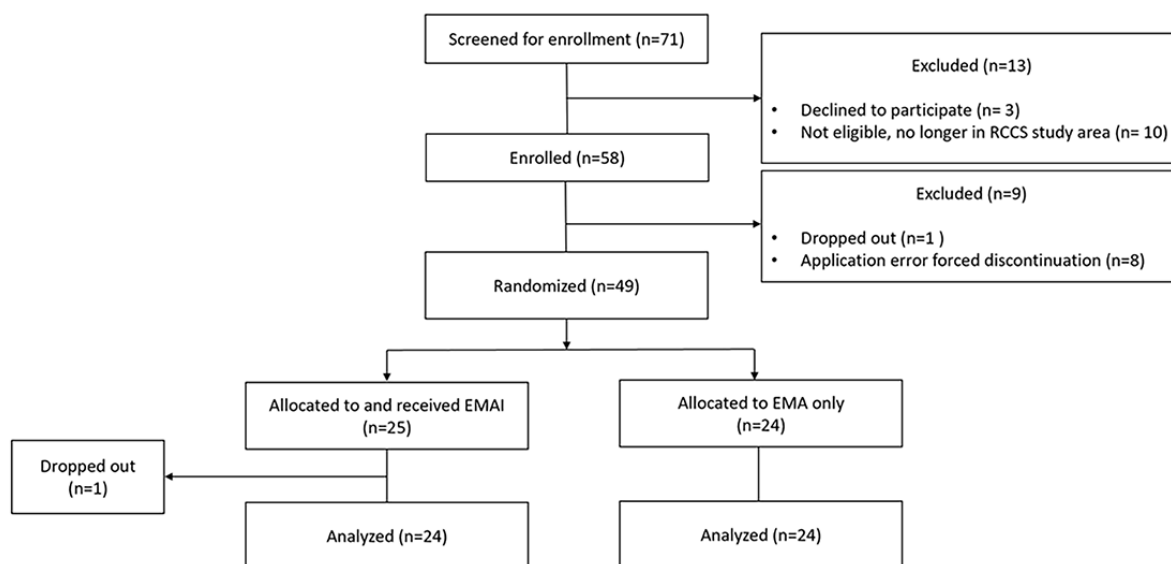 Screened for enrollment (n=71)
Excluded (n=13)
• Declined to participate (n= 3)
• Not eligible, no longer in RCCS study area (n= 10)
Enrolled (n=58)
Excluded (n=9)
• Dropped out (n=1 )
• Application error forced discontinuation (n=8)
Randomized (n=49)
Allocated to and received EMAI
(n=25)
Allocated to EMA only
(n=24)
Dropped out
(n=1)
Analyzed (n=24)
Analyzed (n=24)